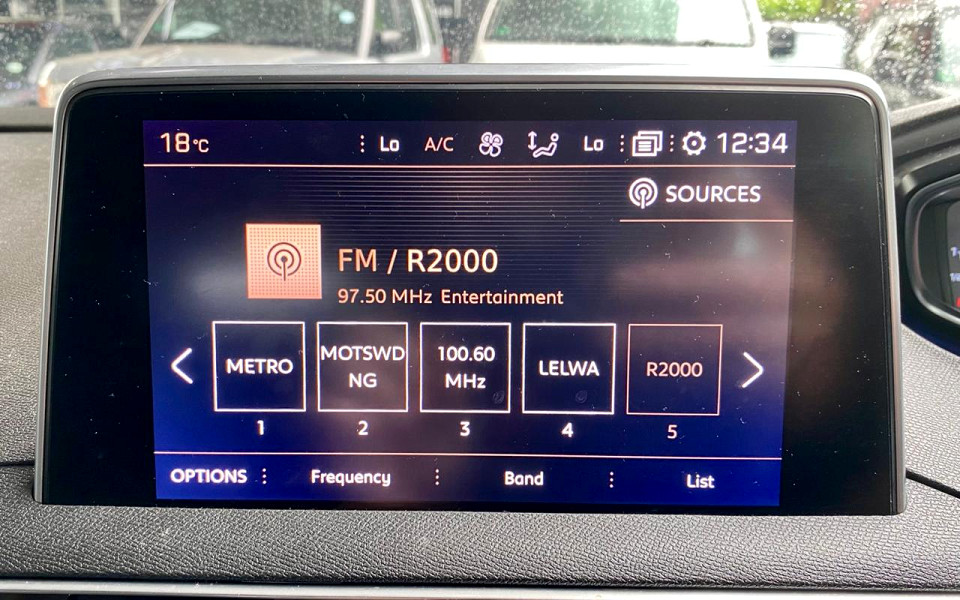 18°C Lo A/C Lo 12:34
SOURCES
FM / R2000
97.50 MHz Entertainment
METRO
MOTSWD
NG
100.60
MHz
LELWA
R2000
1 2 3 4 5
OPTIONS Frequency Band List